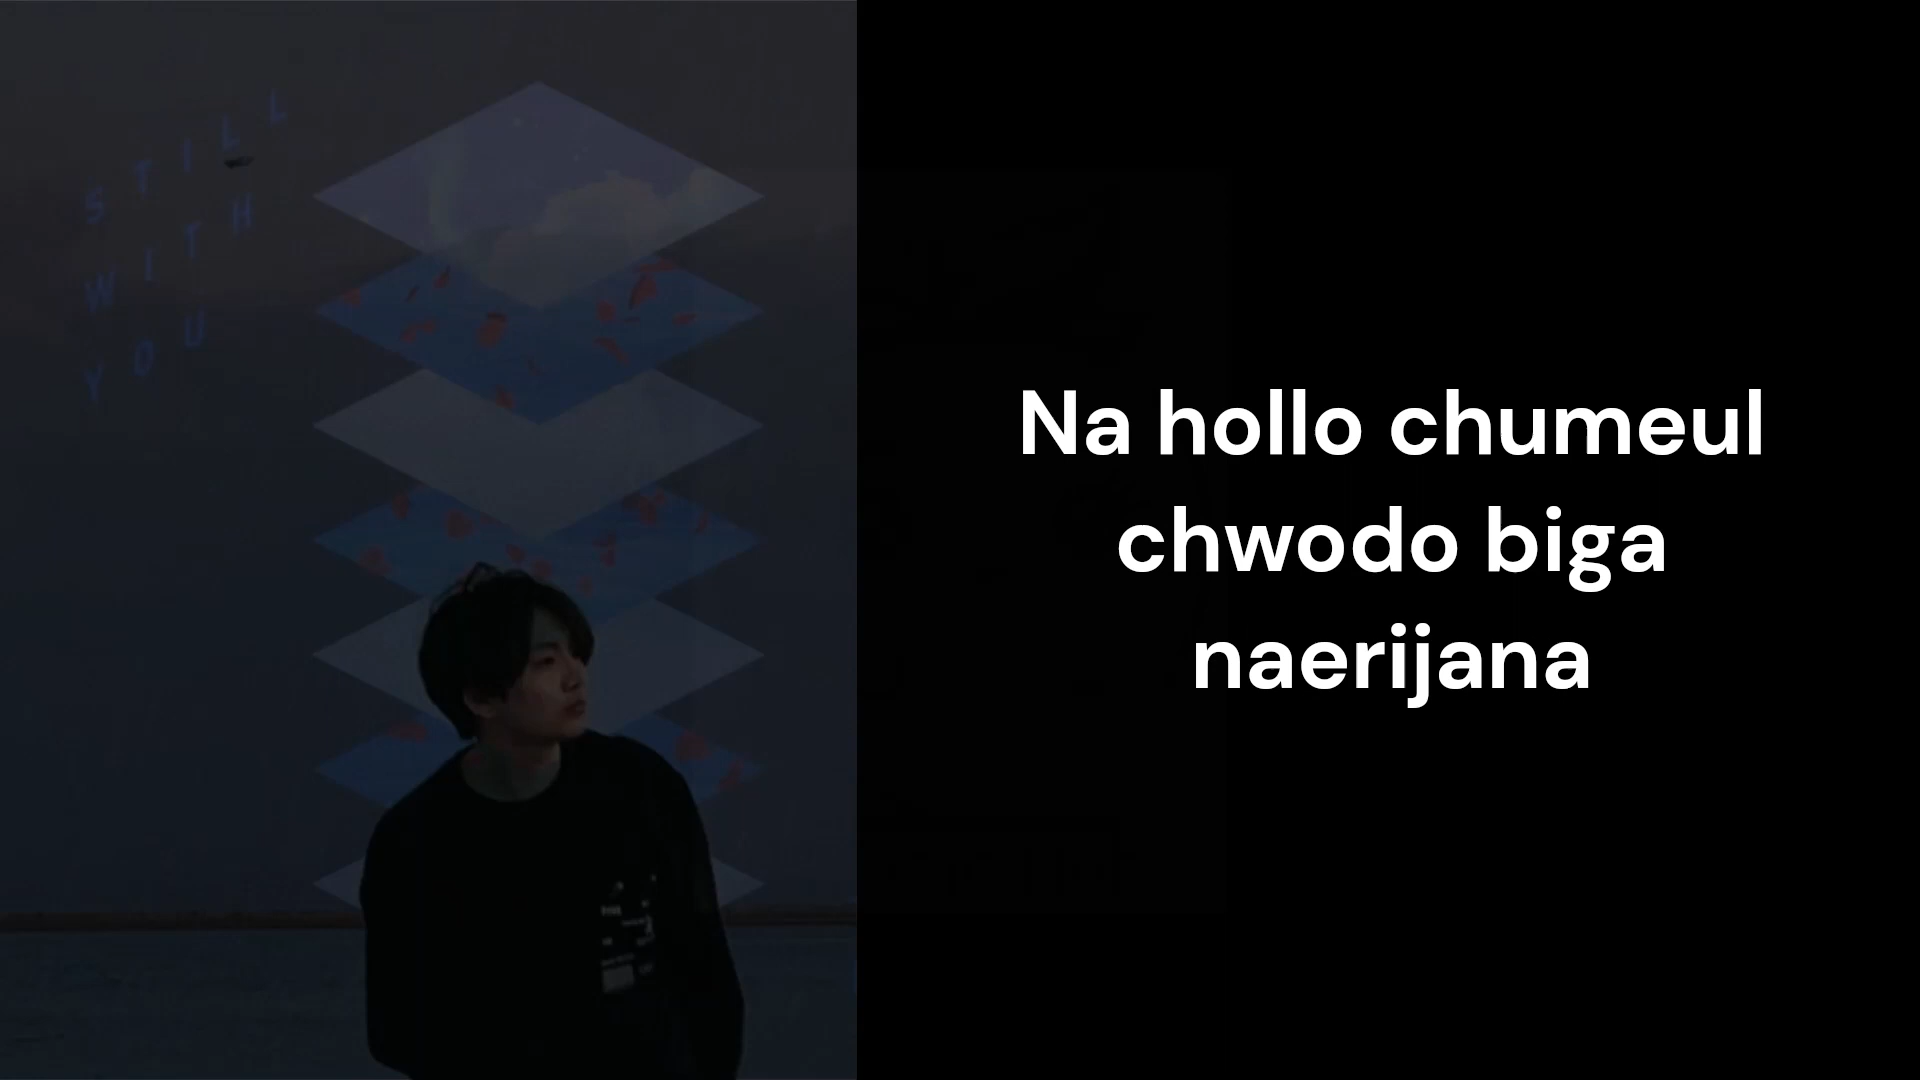 STILL
WITH
YOU
Na hollo chumeul
chwodo biga
naerijana